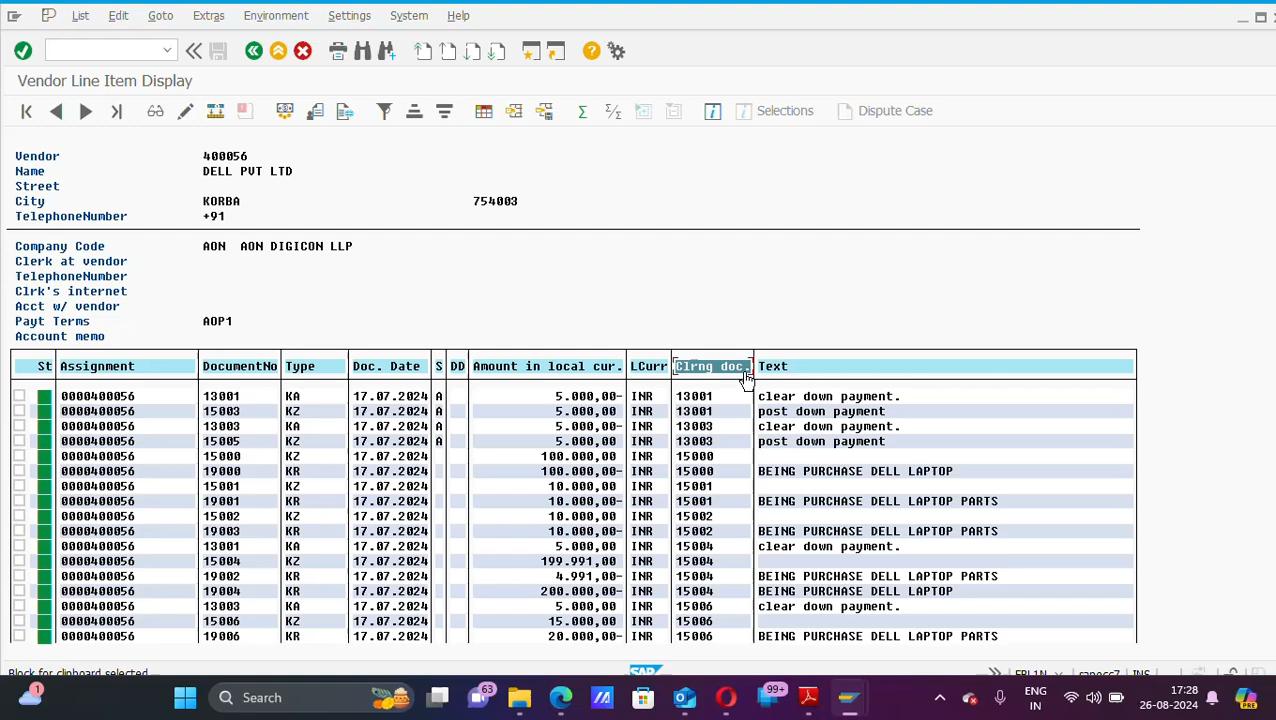 List Edit Goto Extras Environment Settings System Help
Vendor Line Item Display
Selections Dispute Case
Vendor 400056
Name DELL PVT LTD
Street
City KORBA 754003
TelephoneNumber +91
Company Code AON AON DIGICON LLP
Clerk at vendor
TelephoneNumber
Clrk's internet
Acct w/ vendor
Payt Terms AOP1
Account memo
St Assignment DocumentNo Type Doc. Date S DD Amount in local cur. LCurr Clrng doc. Text
0000400056 13001 KA 17.07.2024 A 5.000,00- INR 13001 clear down payment.
0000400056 15003 KZ 17.07.2024 A 5.000,00 INR 13001 post down payment
0000400056 13003 KA 17.07.2024 A 5.000,00- INR 13003 clear down payment.
0000400056 15005 KZ 17.07.2024 A 5.000,00 INR 13003 post down payment
0000400056 15000 KZ 17.07.2024 100.000,00 INR 15000
0000400056 19000 KR 17.07.2024 100.000,00- INR 15000 BEING PURCHASE DELL LAPTOP
0000400056 15001 KZ 17.07.2024 10.000,00 INR 15001
0000400056 19001 KR 17.07.2024 10.000,00- INR 15001 BEING PURCHASE DELL LAPTOP PARTS
0000400056 15002 KZ 17.07.2024 10.000,00 INR 15002
0000400056 19003 KR 17.07.2024 10.000,00- INR 15002 BEING PURCHASE DELL LAPTOP PARTS
0000400056 13001 KA 17.07.2024 5.000,00 INR 15004 clear down payment.
0000400056 15004 KZ 17.07.2024 199.991,00 INR 15004
0000400056 19002 KR 17.07.2024 4.991,00- INR 15004 BEING PURCHASE DELL LAPTOP PARTS
0000400056 19004 KR 17.07.2024 200.000,00- INR 15004 BEING PURCHASE DELL LAPTOP
0000400056 13003 KA 17.07.2024 5.000,00 INR 15006 clear down payment.
0000400056 15006 KZ 17.07.2024 15.000,00 INR 15006
0000400056 19006 KR 17.07.2024 20.000,00- INR 15006 BEING PURCHASE DELL LAPTOP PARTS
Block for clipboard selected SAP FBL1N INS
1 Search 63 99+ ENG IN 17:28 26-08-2024